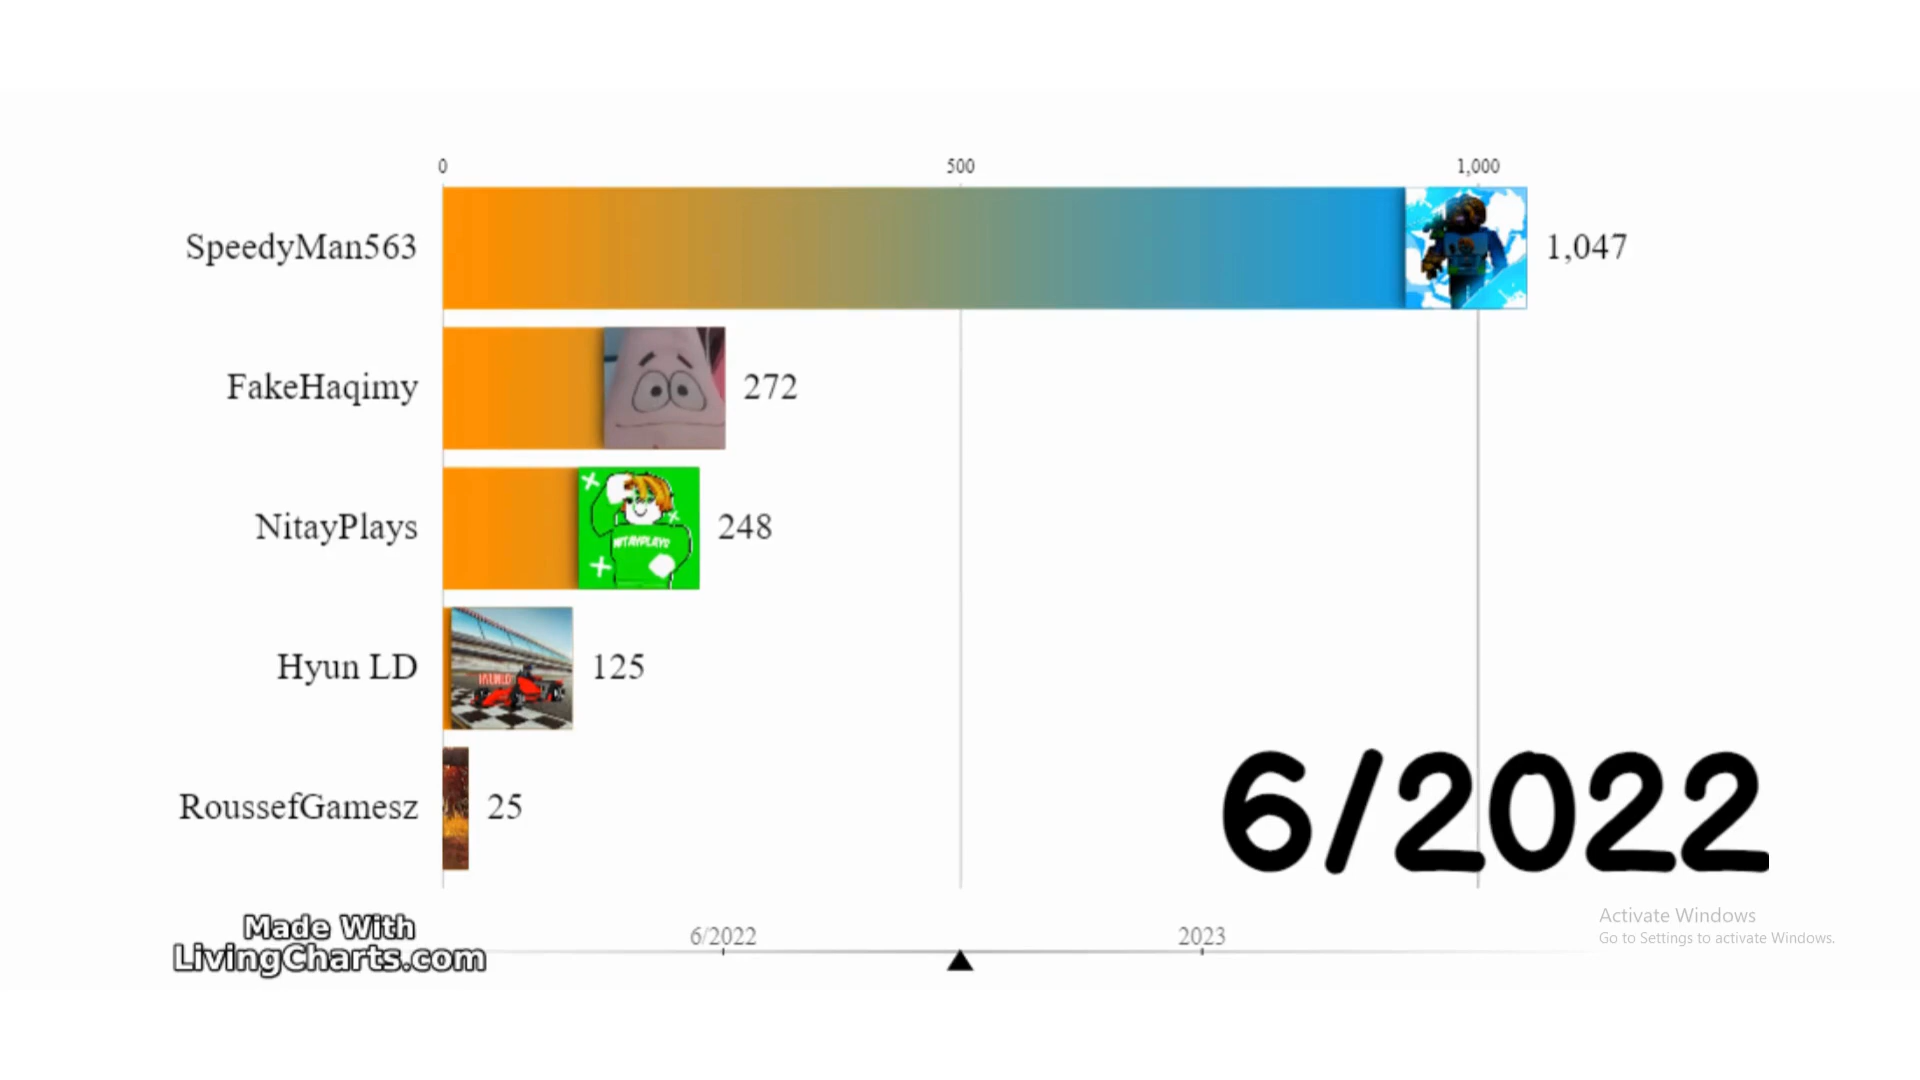 0 500 1,000
SpeedyMan563 1,047
FakeHaqimy 272
NitayPlays 248
NITAYPLAYS
Hyun LD 125
RoussefGamesz 25
6/2022
Made With
LivingCharts.com
6/2022 2023
Activate Windows
Go to Settings to activate Windows.